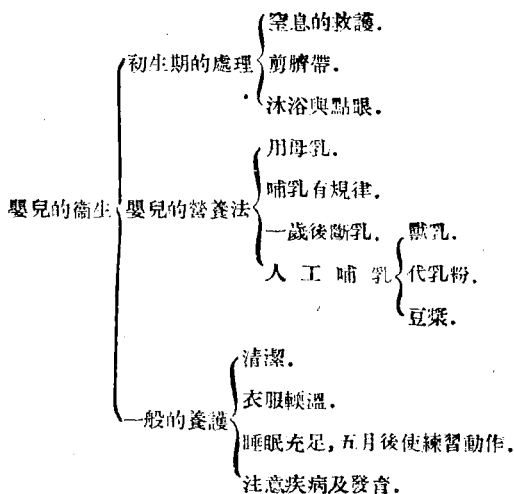 窒息的救護.
初生期的處理
剪臍帶.
沐浴與點眼.
用母乳.
哺乳有規律.
嬰兒的衞生
嬰兒的營養法
一歲後斷乳.
獸乳.
人工哺乳
代乳粉.
豆漿.
清潔.
衣服輭溫.
一般的養護
睡眠充足,五月後使練習動作.
注意疾病及發育.